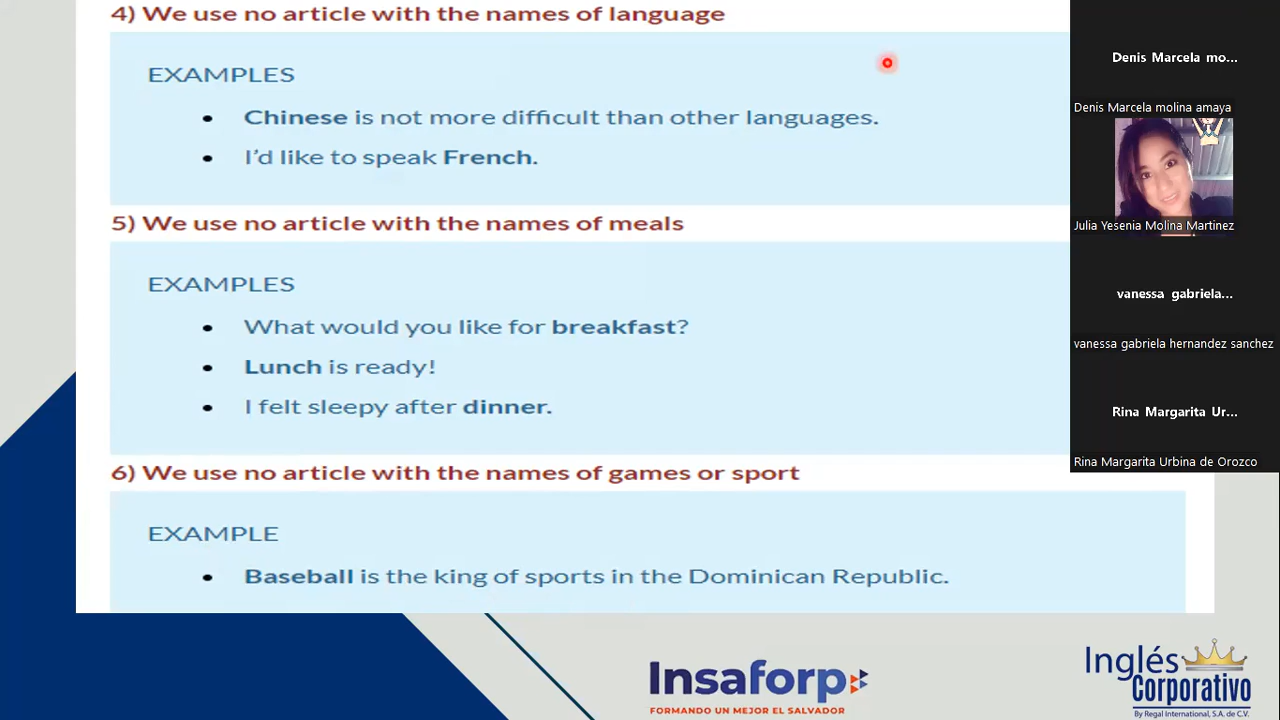 4) We use no article with the names of language
EXAMPLES
Chinese is not more difficult than other languages.
I'd like to speak French.
5) We use no article with the names of meals
EXAMPLES
What would you like for breakfast?
Lunch is ready!
I felt sleepy after dinner.
6) We use no article with the names of games or sport
EXAMPLE
Baseball is the king of sports in the Dominican Republic.
Denis Marcela mo...
Denis Marcela molina amaya
Julia Yesenia Molina Martinez
vanessa gabriela...
vanessa gabriela hernandez sanchez
Rina Margarita Ur...
Rina Margarita Urbina de Orozco
Insaforp
FORMANDO UN MEJOR EL SALVADOR
Inglés
Corporativo
By Regal International, S.A. de C.V.